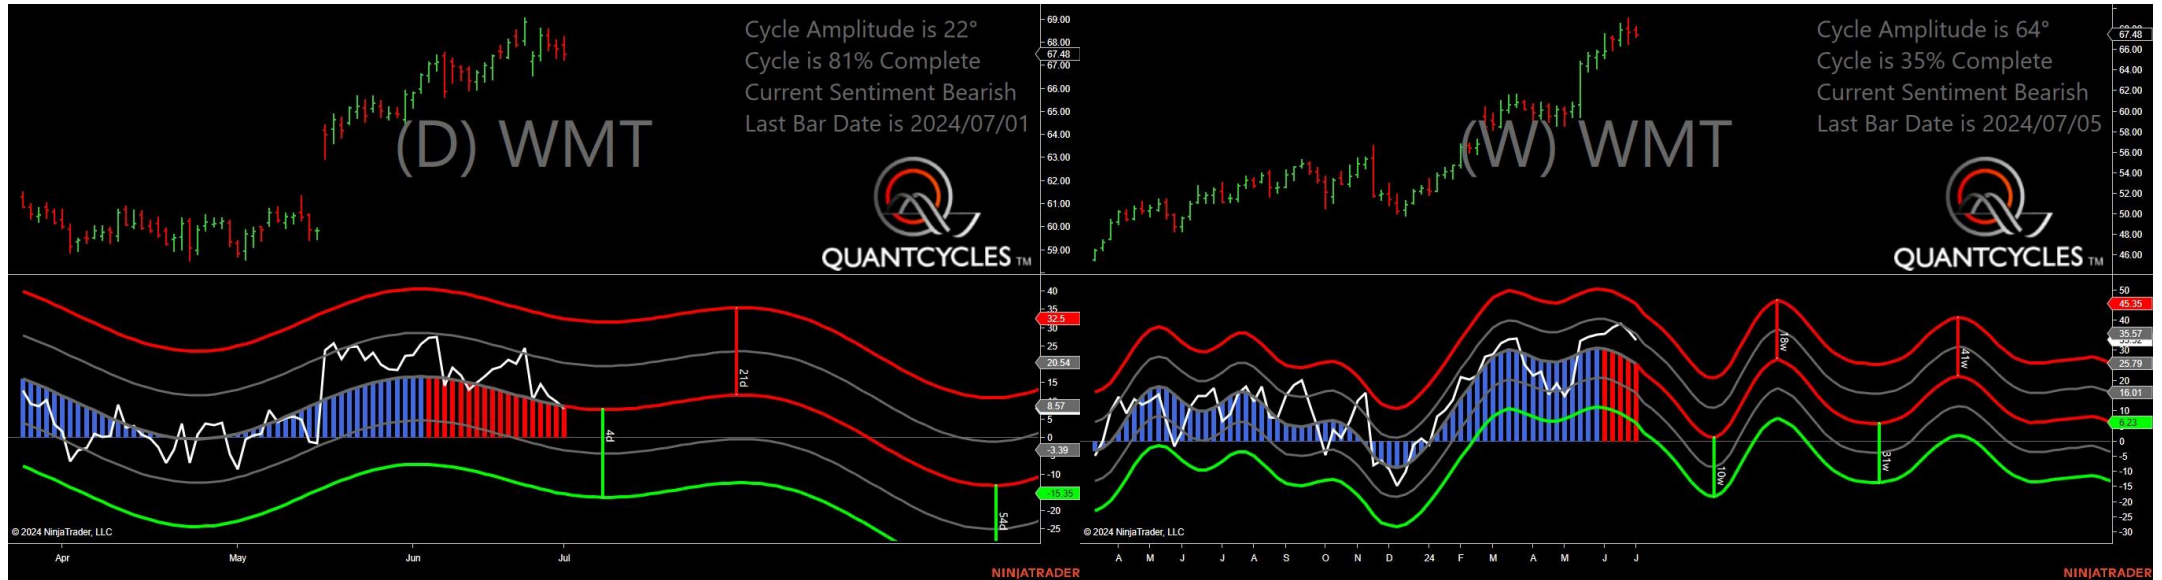 Cycle Amplitude is 22°
Cycle is 81% Complete
Current Sentiment Bearish
Last Bar Date is 2024/07/01
(D) WMT
QUANTCYCLES TM
69.00
68.00
67.48
67.00
66.00
65.00
64.00
63.00
62.00
61.00
60.00
59.00
40
35
32.5
30
25
20.54
15
8.57
5
0
-3.39
-10
-15.35
-20
-25
21d
4d
54d
© 2024 NinjaTrader, LLC
Apr May Jun Jul
NINJATRADER
Cycle Amplitude is 64°
Cycle is 35% Complete
Current Sentiment Bearish
Last Bar Date is 2024/07/05
(W) WMT
QUANTCYCLES TM
67.48
66.00
64.00
62.00
60.00
58.00
56.00
54.00
52.00
50.00
48.00
46.00
50
45.35
40
35.57
30
25.79
20
16.01
10
6.23
0
-5
-10
-15
-20
-25
-30
18w
41w
10w
31w
© 2024 NinjaTrader, LLC
A M J J A S O N D 24 F M A M J J
NINJATRADER